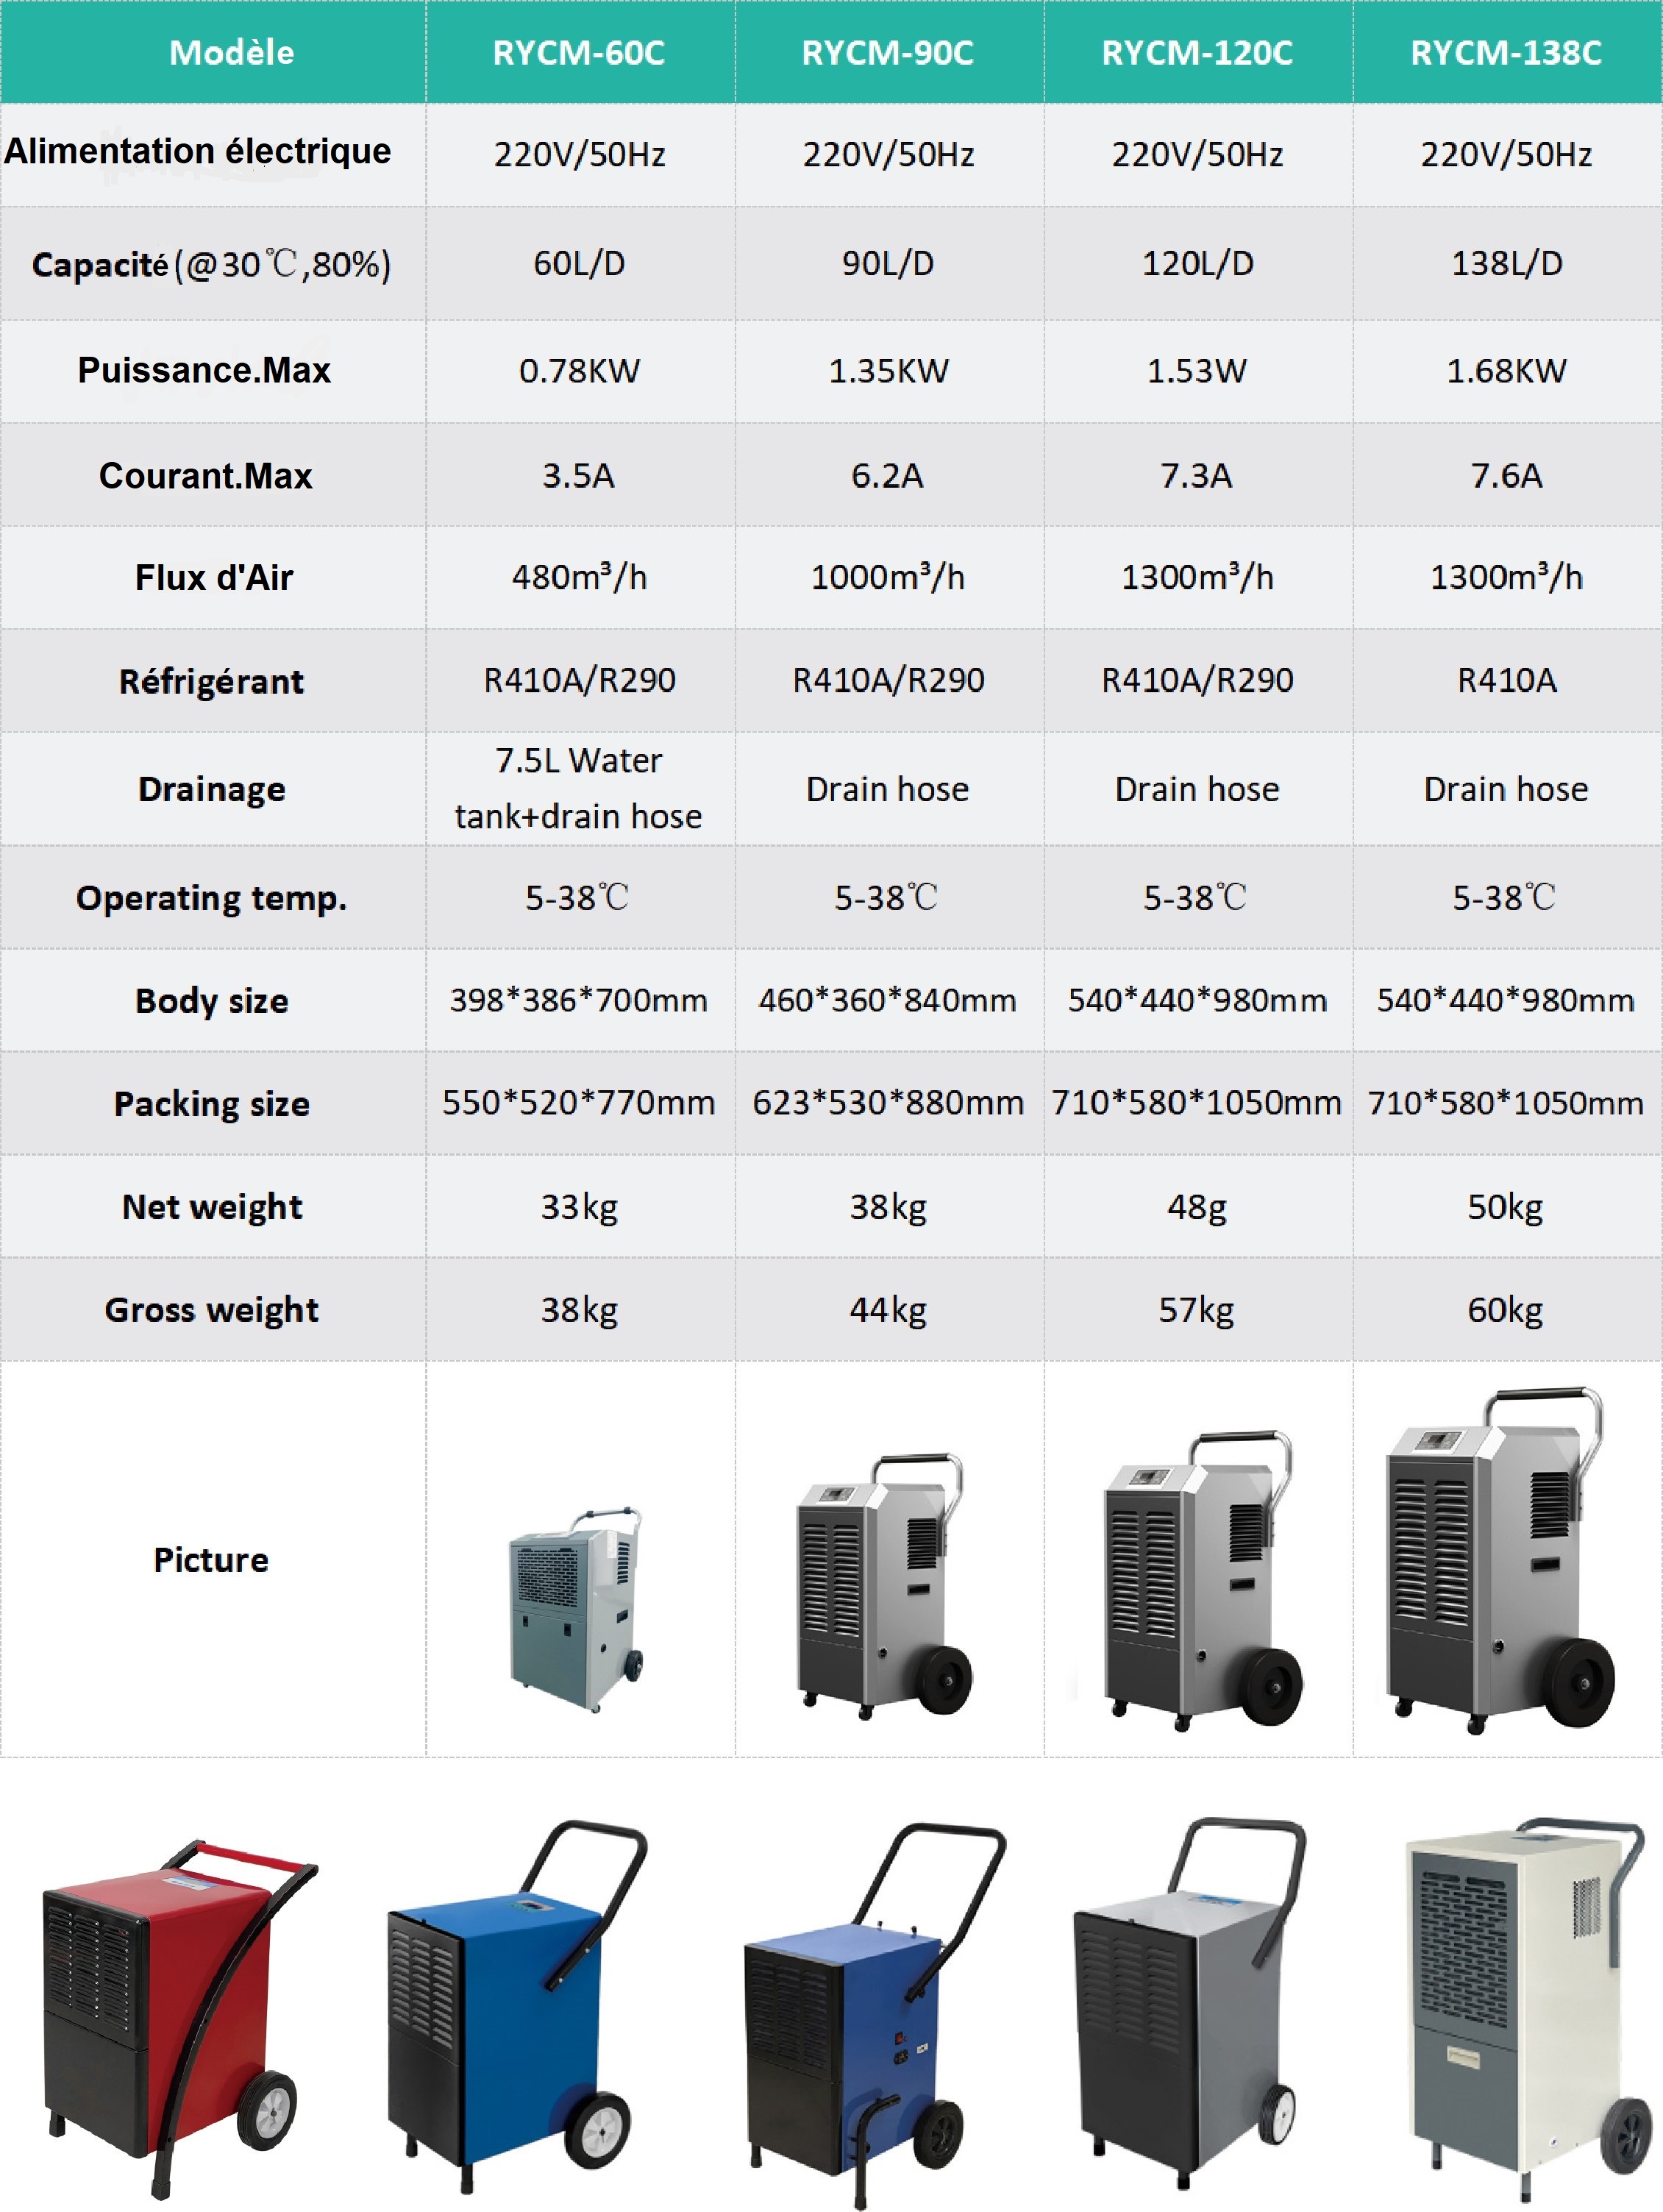 Modèle RYCM-60C RYCM-90C RYCM-120C RYCM-138C
Alimentation électrique 220V/50Hz 220V/50Hz 220V/50Hz 220V/50Hz
Capacité(@30℃,80%) 60L/D 90L/D 120L/D 138L/D
Puissance.Max 0.78KW 1.35KW 1.53W 1.68KW
Courant.Max 3.5A 6.2A 7.3A 7.6A
Flux d'Air 480m³/h 1000m³/h 1300m³/h 1300m³/h
Réfrigérant R410A/R290 R410A/R290 R410A/R290 R410A
Drainage 7.5L Water
tank+drain hose Drain hose Drain hose Drain hose
Operating temp. 5-38℃ 5-38℃ 5-38℃ 5-38℃
Body size 398*386*700mm 460*360*840mm 540*440*980mm 540*440*980mm
Packing size 550*520*770mm 623*530*880mm 710*580*1050mm 710*580*1050mm
Net weight 33kg 38kg 48g 50kg
Gross weight 38kg 44kg 57kg 60kg
Picture